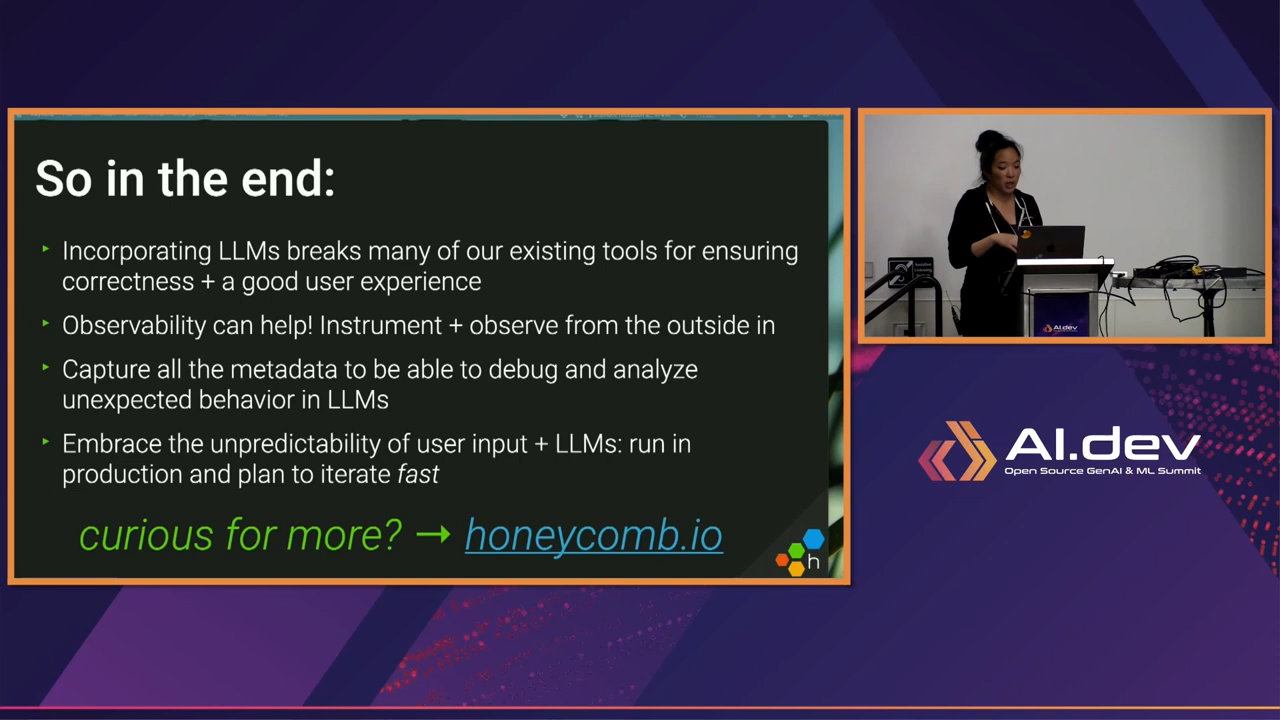 So in the end:
Incorporating LLMs breaks many of our existing tools for ensuring
correctness + a good user experience
Observability can help! Instrument + observe from the outside in
Capture all the metadata to be able to debug and analyze
unexpected behavior in LLMs
Embrace the unpredictability of user input + LLMs: run in
production and plan to iterate fast
curious for more? → honeycomb.io
h
AI.dev
AI.dev
Open Source GenAI & ML Summit